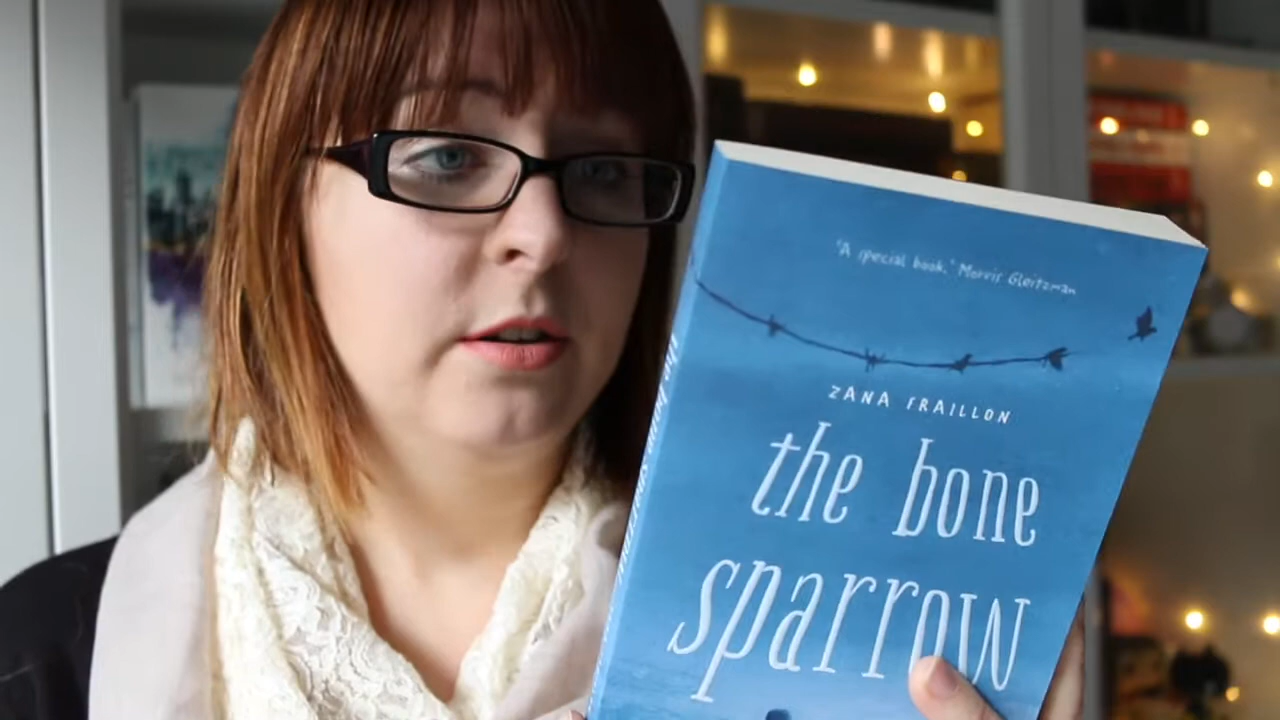 'A special book.' Morris Gleitzman
ZANA FRAILLON
the bone
sparrow